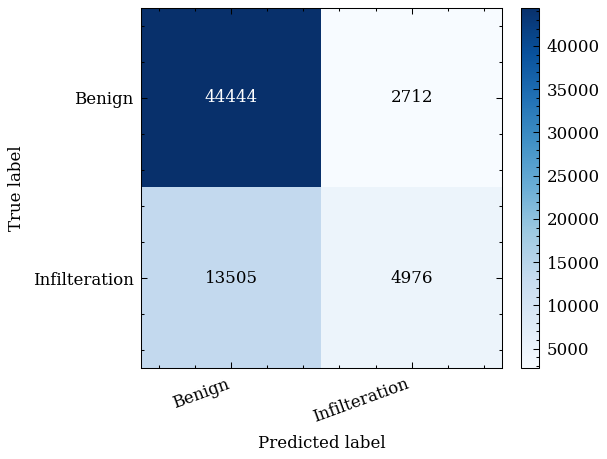 True label
Benign
Infilteration
44444
2712
13505
4976
Benign
Infilteration
Predicted label
40000
35000
30000
25000
20000
15000
10000
5000